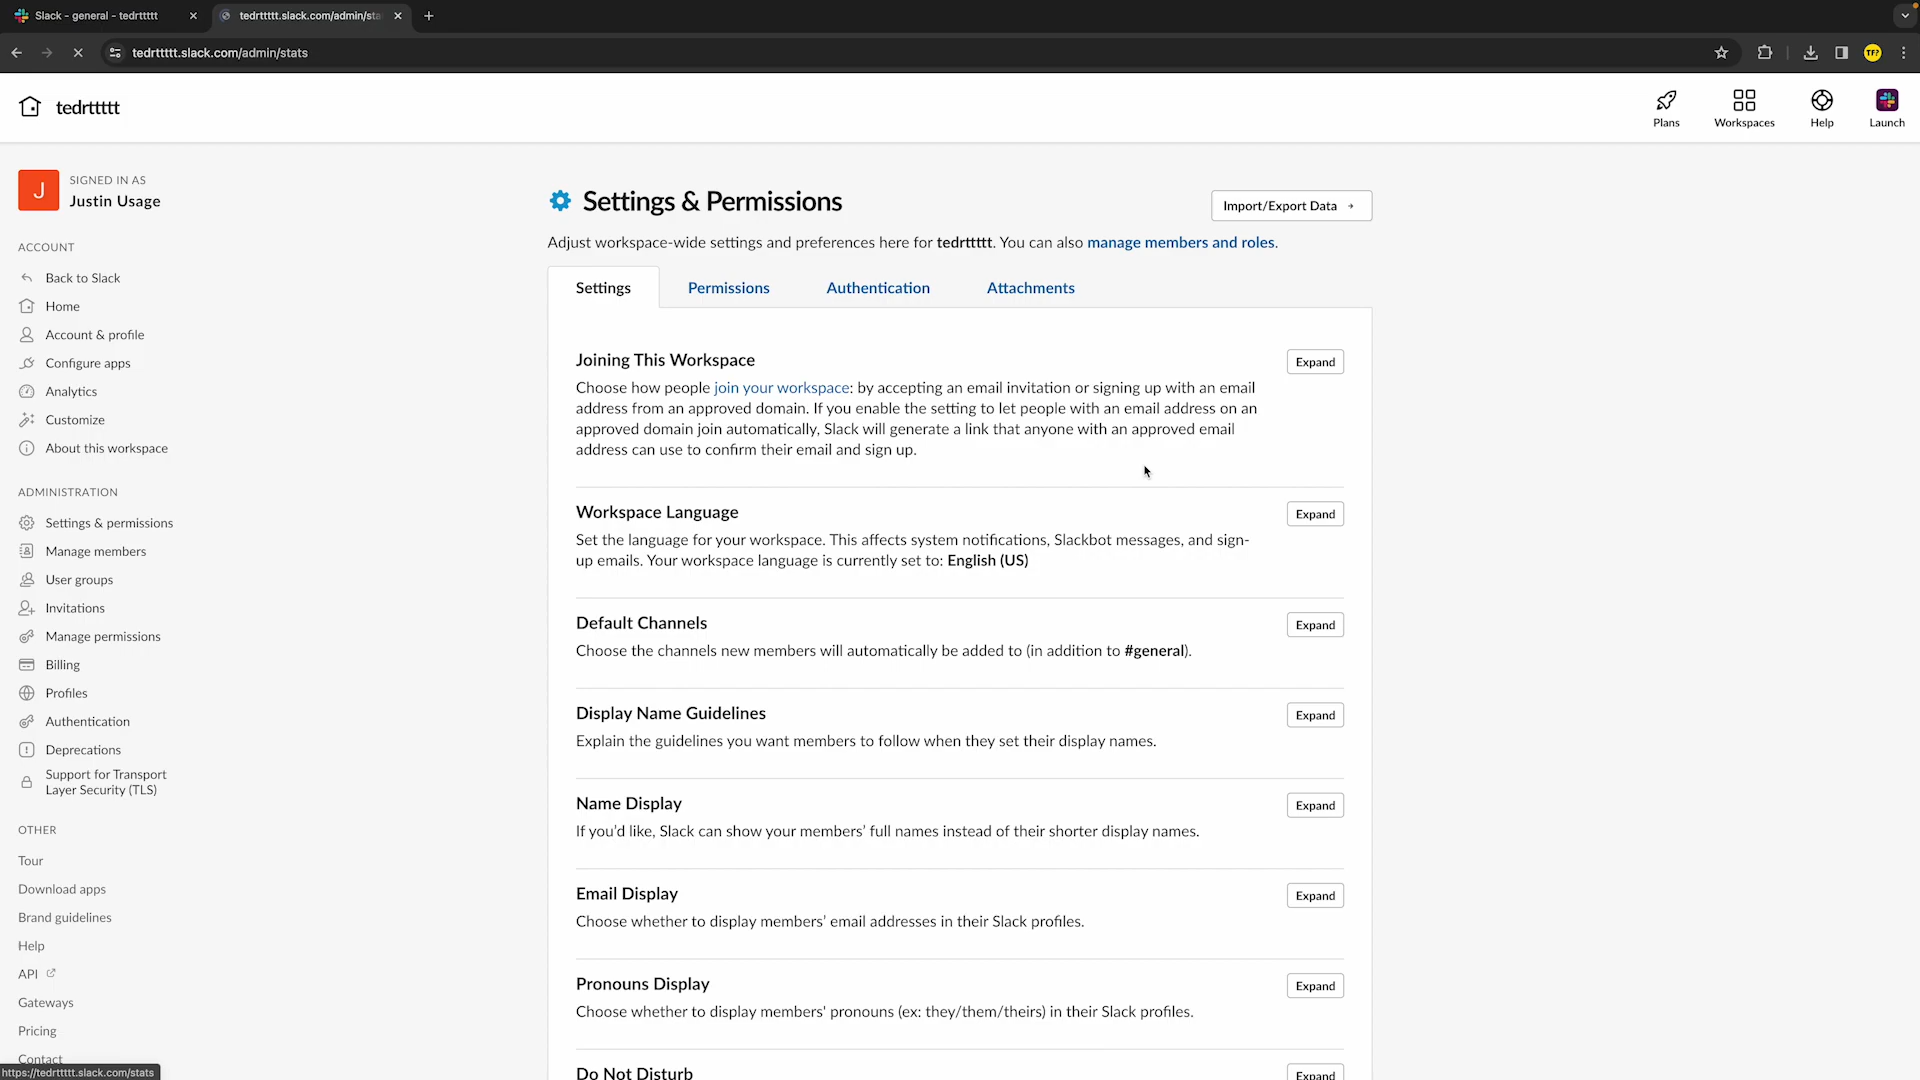 Slack - general - tedrttttt
tedrttttt.slack.com/admin/sta
tedrttttt.slack.com/admin/stats
TF?
tedrttttt
Plans
Workspaces
Help
Launch
J
SIGNED IN AS
Justin Usage
ACCOUNT
Back to Slack
Home
Account & profile
Configure apps
Analytics
Customize
About this workspace
ADMINISTRATION
Settings & permissions
Manage members
User groups
Invitations
Manage permissions
Billing
Profiles
Authentication
Deprecations
Support for Transport
Layer Security (TLS)
OTHER
Tour
Download apps
Brand guidelines
Help
API
Gateways
Pricing
Contact
https://tedrttttt.slack.com/stats
Settings & Permissions
Import/Export Data →
Adjust workspace-wide settings and preferences here for tedrttttt. You can also manage members and roles.
Settings
Permissions
Authentication
Attachments
Joining This Workspace
Expand
Choose how people join your workspace: by accepting an email invitation or signing up with an email
address from an approved domain. If you enable the setting to let people with an email address on an
approved domain join automatically, Slack will generate a link that anyone with an approved email
address can use to confirm their email and sign up.
Workspace Language
Expand
Set the language for your workspace. This affects system notifications, Slackbot messages, and sign-
up emails. Your workspace language is currently set to: English (US)
Default Channels
Expand
Choose the channels new members will automatically be added to (in addition to #general).
Display Name Guidelines
Expand
Explain the guidelines you want members to follow when they set their display names.
Name Display
Expand
If you’d like, Slack can show your members’ full names instead of their shorter display names.
Email Display
Expand
Choose whether to display members’ email addresses in their Slack profiles.
Pronouns Display
Expand
Choose whether to display members’ pronouns (ex: they/them/theirs) in their Slack profiles.
Do Not Disturb
Expand